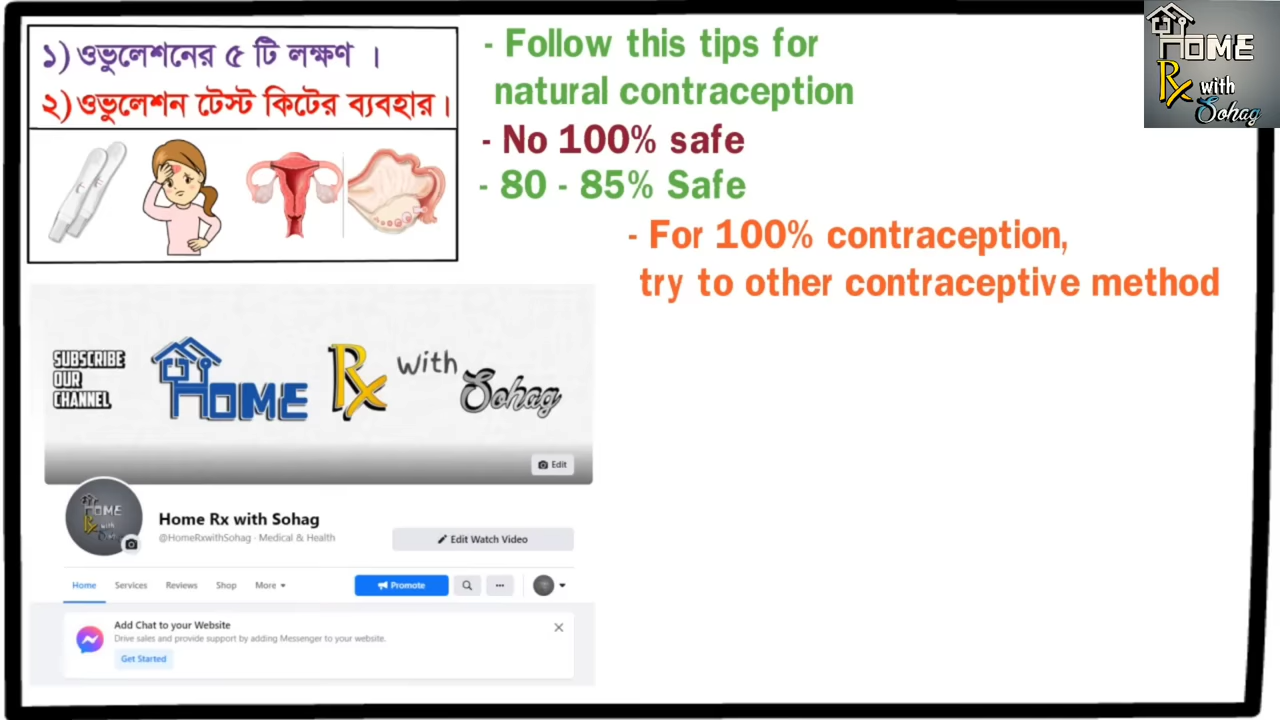 ১) ওভুলেশনের ৫ টি লক্ষণ ।
২) ওভুলেশন টেস্ট কিটের ব্যবহার।
- Follow this tips for
natural contraception
- No 100% safe
- 80 - 85% Safe
- For 100% contraception,
try to other contraceptive method
HOME
Rx with
Sohag
SUBSCRIBE
OUR
CHANNEL
HOME Rx with Sohag
Edit
HOME
Rx with
Home Rx with Sohag
@HomeRxwithSohag · Medical & Health
Edit Watch Video
Home Services Reviews Shop More Promote
Add Chat to your Website
Drive sales and provide support by adding Messenger to your website.
Get Started